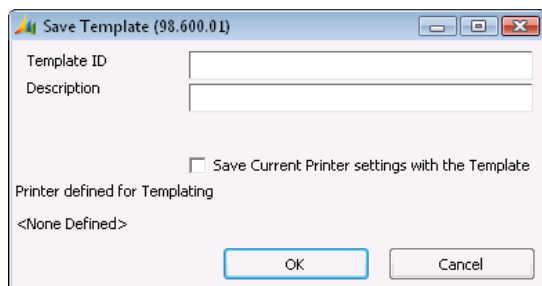 Save Template (98.600.01)
Template ID
Description
Save Current Printer settings with the Template
Printer defined for Templating
<None Defined>
OK Cancel